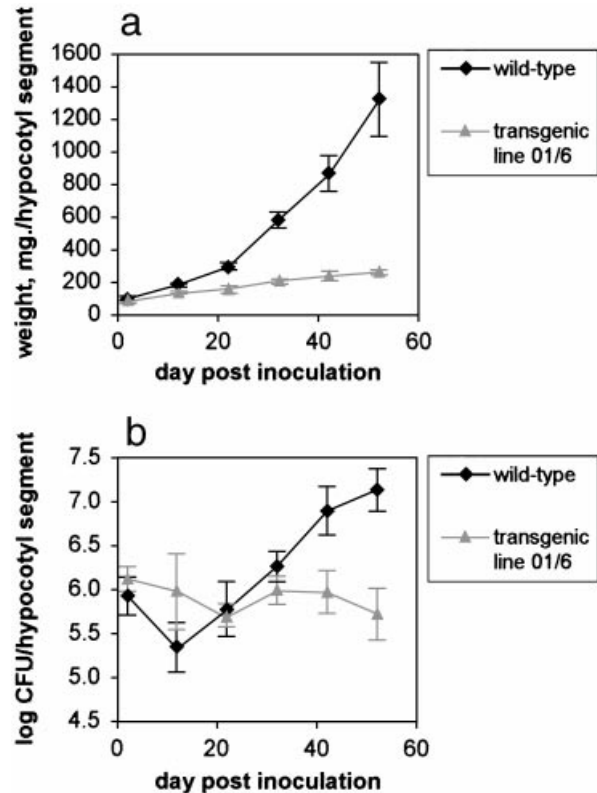 a
1600
1400
1200
1000
800
600
400
200
0
0 20 40 60
weight, mg./hypocotyl segment
day post inoculation
wild-type
transgenic
line 01/6
b
7.5
7.0
6.5
6.0
5.5
5.0
4.5
0 20 40 60
log CFU/hypocotyl segment
day post inoculation
wild-type
transgenic
line 01/6